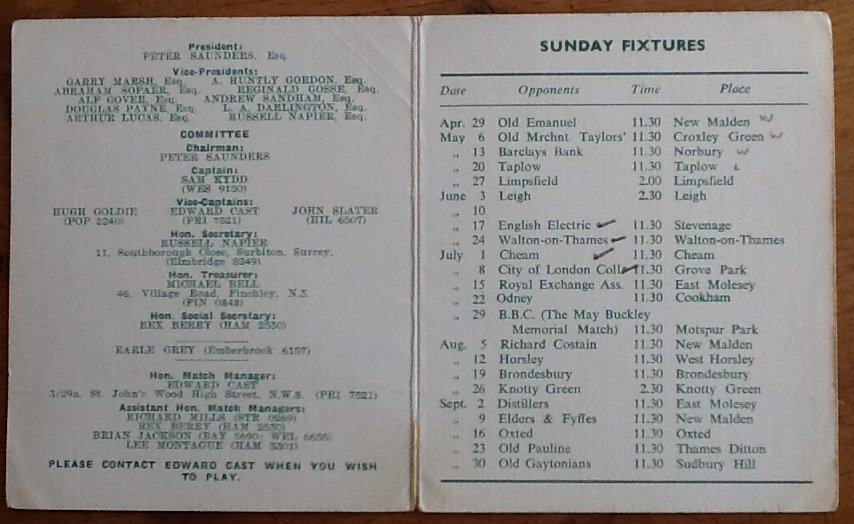 President:
PETER SAUNDERS, Esq.
Vice-Presidents:
GARRY MARSH, Esq. A. HUNTLY GORDON, Esq.
ABRAHAM SOFAER, Esq. REGINALD GOSSE, Esq.
ALF GOVER, Esq. ANDREW SANDHAM, Esq.
DOUGLAS PAYNE, Esq. L. A. DARLINGTON, Esq.
ARTHUR LUCAS, Esq. RUSSELL NAPIER, Esq.
COMMITTEE
Chairman:
PETER SAUNDERS
Captain:
SAM KYDD
(WES 9150)
Vice-Captains:
HUGH GOLDIE EDWARD CAST JOHN SLATER
(POP 2240) (PRI 7521) (HIL 6507)
Hon. Secretary:
RUSSELL NAPIER
11, Southborough Close, Surbiton, Surrey.
(Elmbridge 8249)
Hon. Treasurer:
MICHAEL BELL
46, Village Road, Finchley, N.3.
(FIN 0848)
Hon. Social Secretary:
REX BERRY (HAM 2530)
EARLE GREY (Emberbrook 6157)
Hon. Match Manager:
EDWARD CAST
5/29a, St. John's Wood High Street, N.W.8. (PRI 7521)
Assistant Hon. Match Managers:
RICHARD MILLS (STR 0269)
REX BERRY (HAM 2530)
BRIAN JACKSON (BAY 5690; WEL 6655)
LEE MONTAGUE (HAM 3301)
PLEASE CONTACT EDWARD CAST WHEN YOU WISH
TO PLAY.
SUNDAY FIXTURES
Date Opponents Time Place
Apr. 29 Old Emanuel 11.30 New Malden W
May 6 Old Mrchnt. Taylors' 11.30 Croxley Green W
„ 13 Barclays Bank 11.30 Norbury W
„ 20 Taplow 11.30 Taplow L
„ 27 Limpsfield 2.00 Limpsfield
June 3 Leigh 2.30 Leigh
„ 10
„ 17 English Electric 11.30 Stevenage
„ 24 Walton-on-Thames 11.30 Walton-on-Thames
July 1 Cheam 11.30 Cheam
„ 8 City of London Coll. 11.30 Grove Park
„ 15 Royal Exchange Ass. 11.30 East Molesey
„ 22 Odney 11.30 Cookham
„ 29 B.B.C. (The May Buckley
Memorial Match) 11.30 Motspur Park
Aug. 5 Richard Costain 11.30 New Malden
„ 12 Horsley 11.30 West Horsley
„ 19 Brondesbury 11.30 Brondesbury
„ 26 Knotty Green 2.30 Knotty Green
Sept. 2 Distillers 11.30 East Molesey
„ 9 Elders & Fyffes 11.30 New Malden
„ 16 Oxted 11.30 Oxted
„ 23 Old Pauline 11.30 Thames Ditton
„ 30 Old Gaytonians 11.30 Sudbury Hill